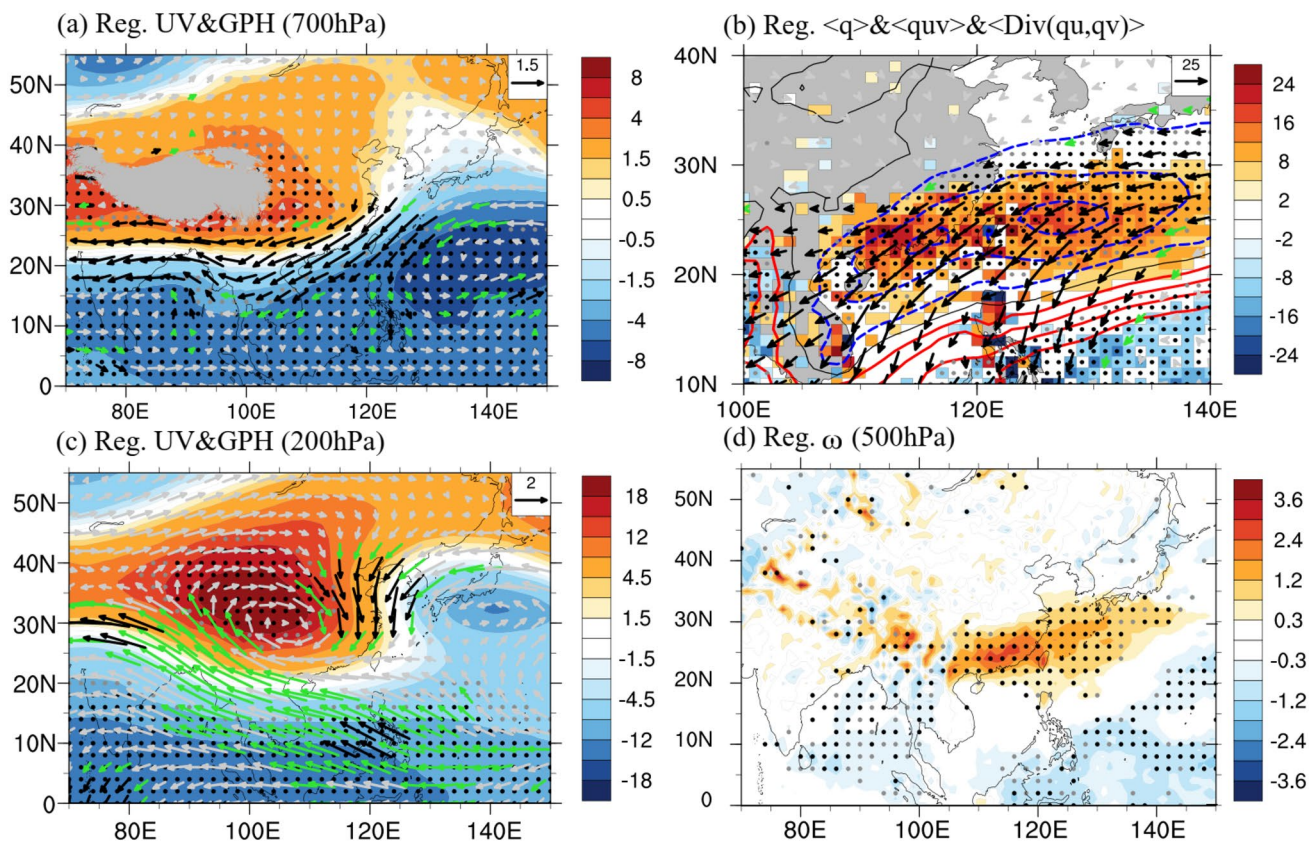 (a) Reg. UV&GPH (700hPa)
1.5
50N
40N
30N
20N
10N
0
80E 100E 120E 140E
8
4
1.5
0.5
-0.5
-1.5
-4
-8
(b) Reg. <q>&<quv>&<Div(qu,qv)>
25
40N
30N
20N
10N
100E 120E 140E
24
16
8
2
-2
-8
-16
-24
(c) Reg. UV&GPH (200hPa)
2
50N
40N
30N
20N
10N
0
80E 100E 120E 140E
18
12
4.5
1.5
-1.5
-4.5
-12
-18
(d) Reg. ω (500hPa)
50N
40N
30N
20N
10N
0
80E 100E 120E 140E
3.6
2.4
1.2
0.3
-0.3
-1.2
-2.4
-3.6